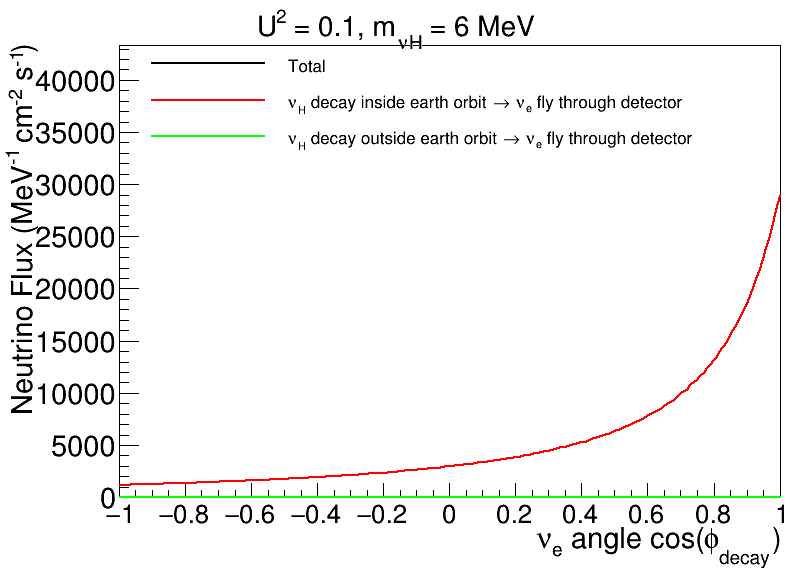 U² = 0.1, m_νH = 6 MeV
Total
ν_H decay inside earth orbit → ν_e fly through detector
ν_H decay outside earth orbit → ν_e fly through detector
Neutrino Flux (MeV⁻¹ cm⁻² s⁻¹)
40000
35000
30000
25000
20000
15000
10000
5000
0
−1 −0.8 −0.6 −0.4 −0.2 0 0.2 0.4 0.6 0.8 1
ν_e angle cos(ϕ_decay)